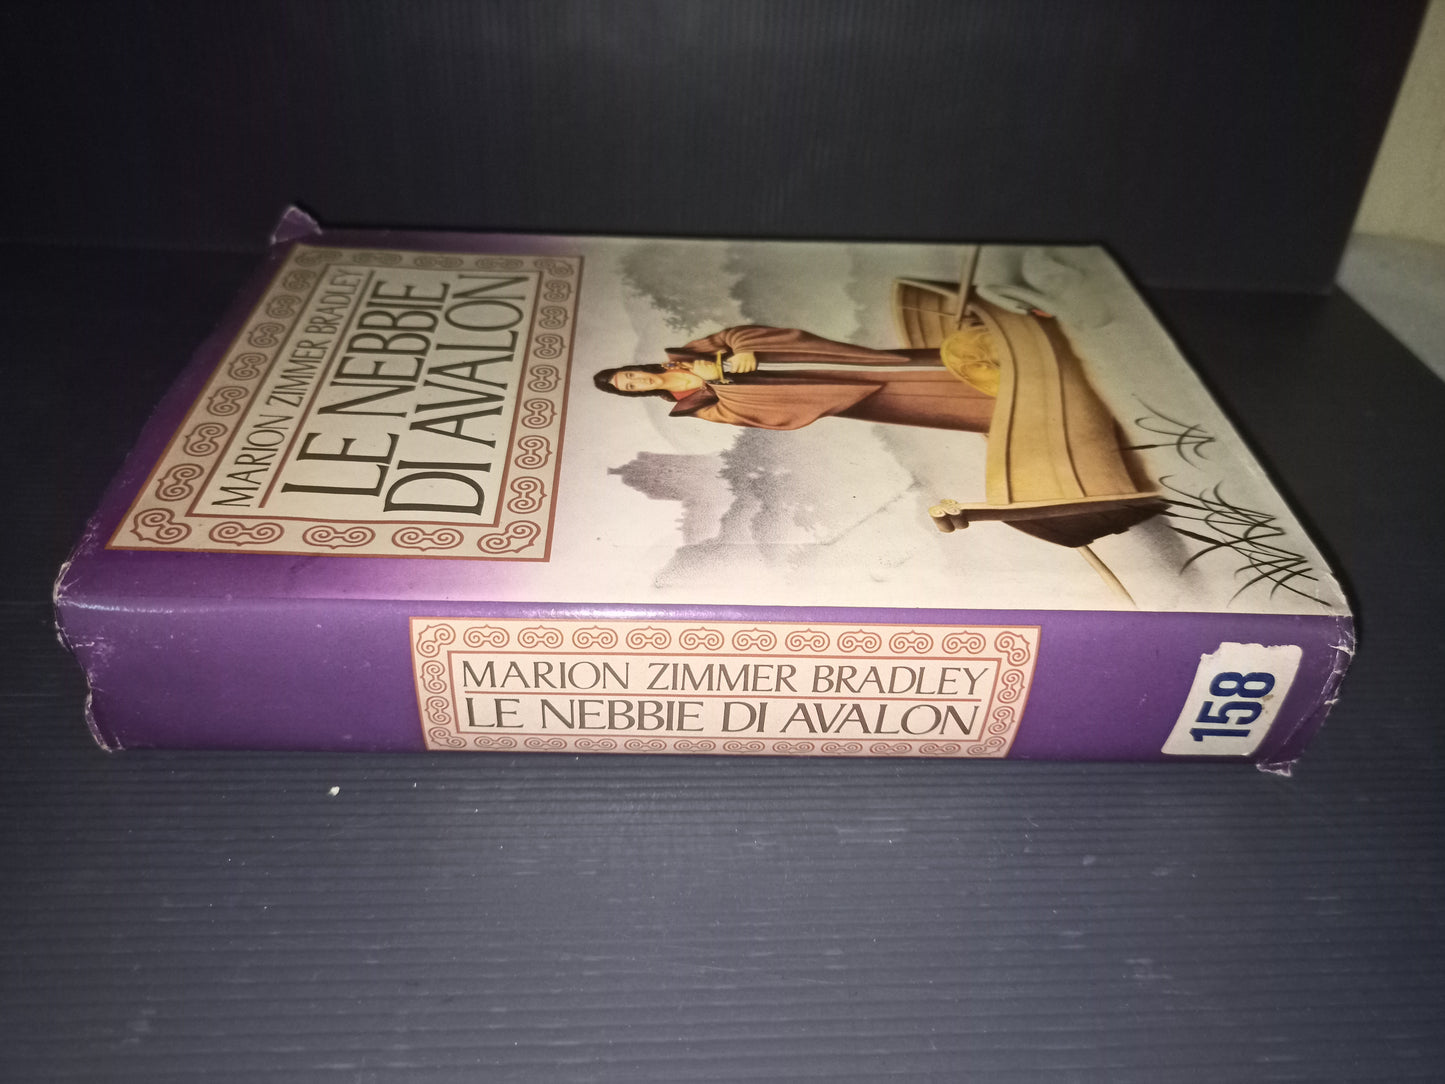 MARION ZIMMER BRADLEY
LE NEBBIE
DI AVALON
MARION ZIMMER BRADLEY
LE NEBBIE DI AVALON
158